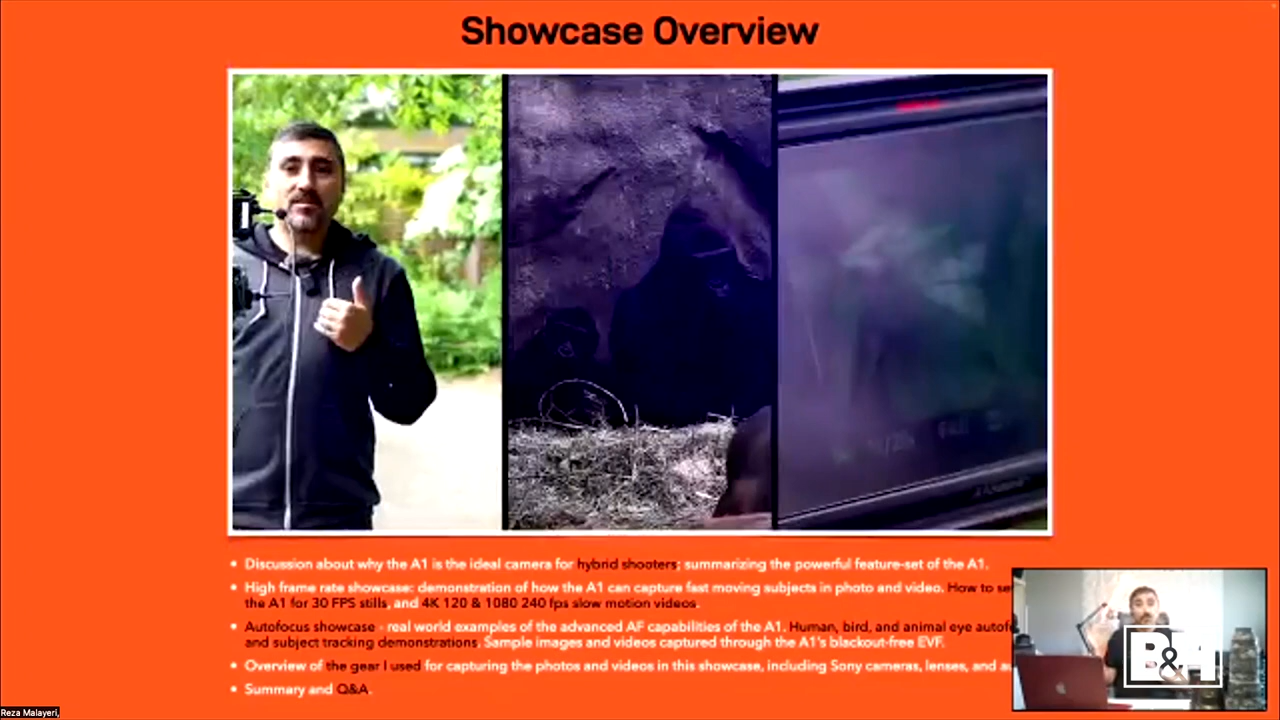 Showcase Overview
• Discussion about why the A1 is the ideal camera for hybrid shooters; summarizing the powerful feature-set of the A1.
• High frame rate showcase: demonstration of how the A1 can capture fast moving subjects in photo and video. How to se
the A1 for 30 FPS stills, and 4K 120 & 1080 240 fps slow motion videos.
• Autofocus showcase - real world examples of the advanced AF capabilities of the A1. Human, bird, and animal eye autof
and subject tracking demonstrations. Sample images and videos captured through the A1's blackout-free EVF.
• Overview of the gear I used for capturing the photos and videos in this showcase, including Sony cameras, lenses, and
• Summary and Q&A.
B&H
Reza Malayeri,